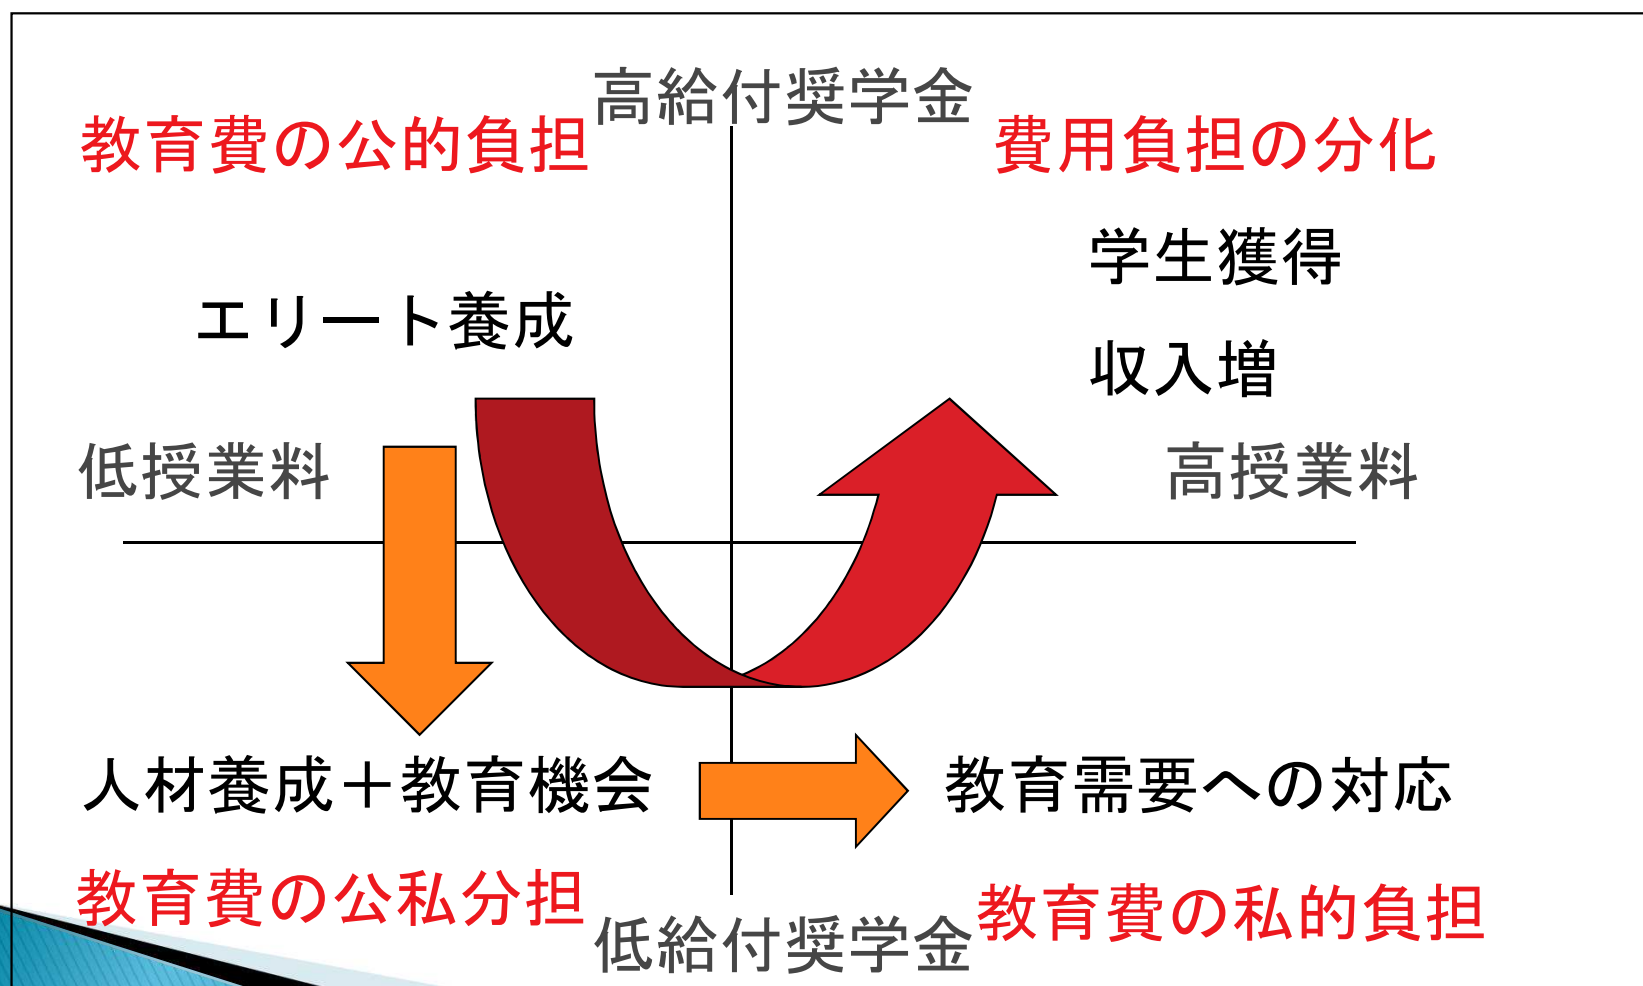 高給付奨学金
教育費の公的負担
費用負担の分化
学生獲得
エリート養成
収入増
低授業料
高授業料
人材養成＋教育機会
教育需要への対応
教育費の公私分担
教育費の私的負担
低給付奨学金